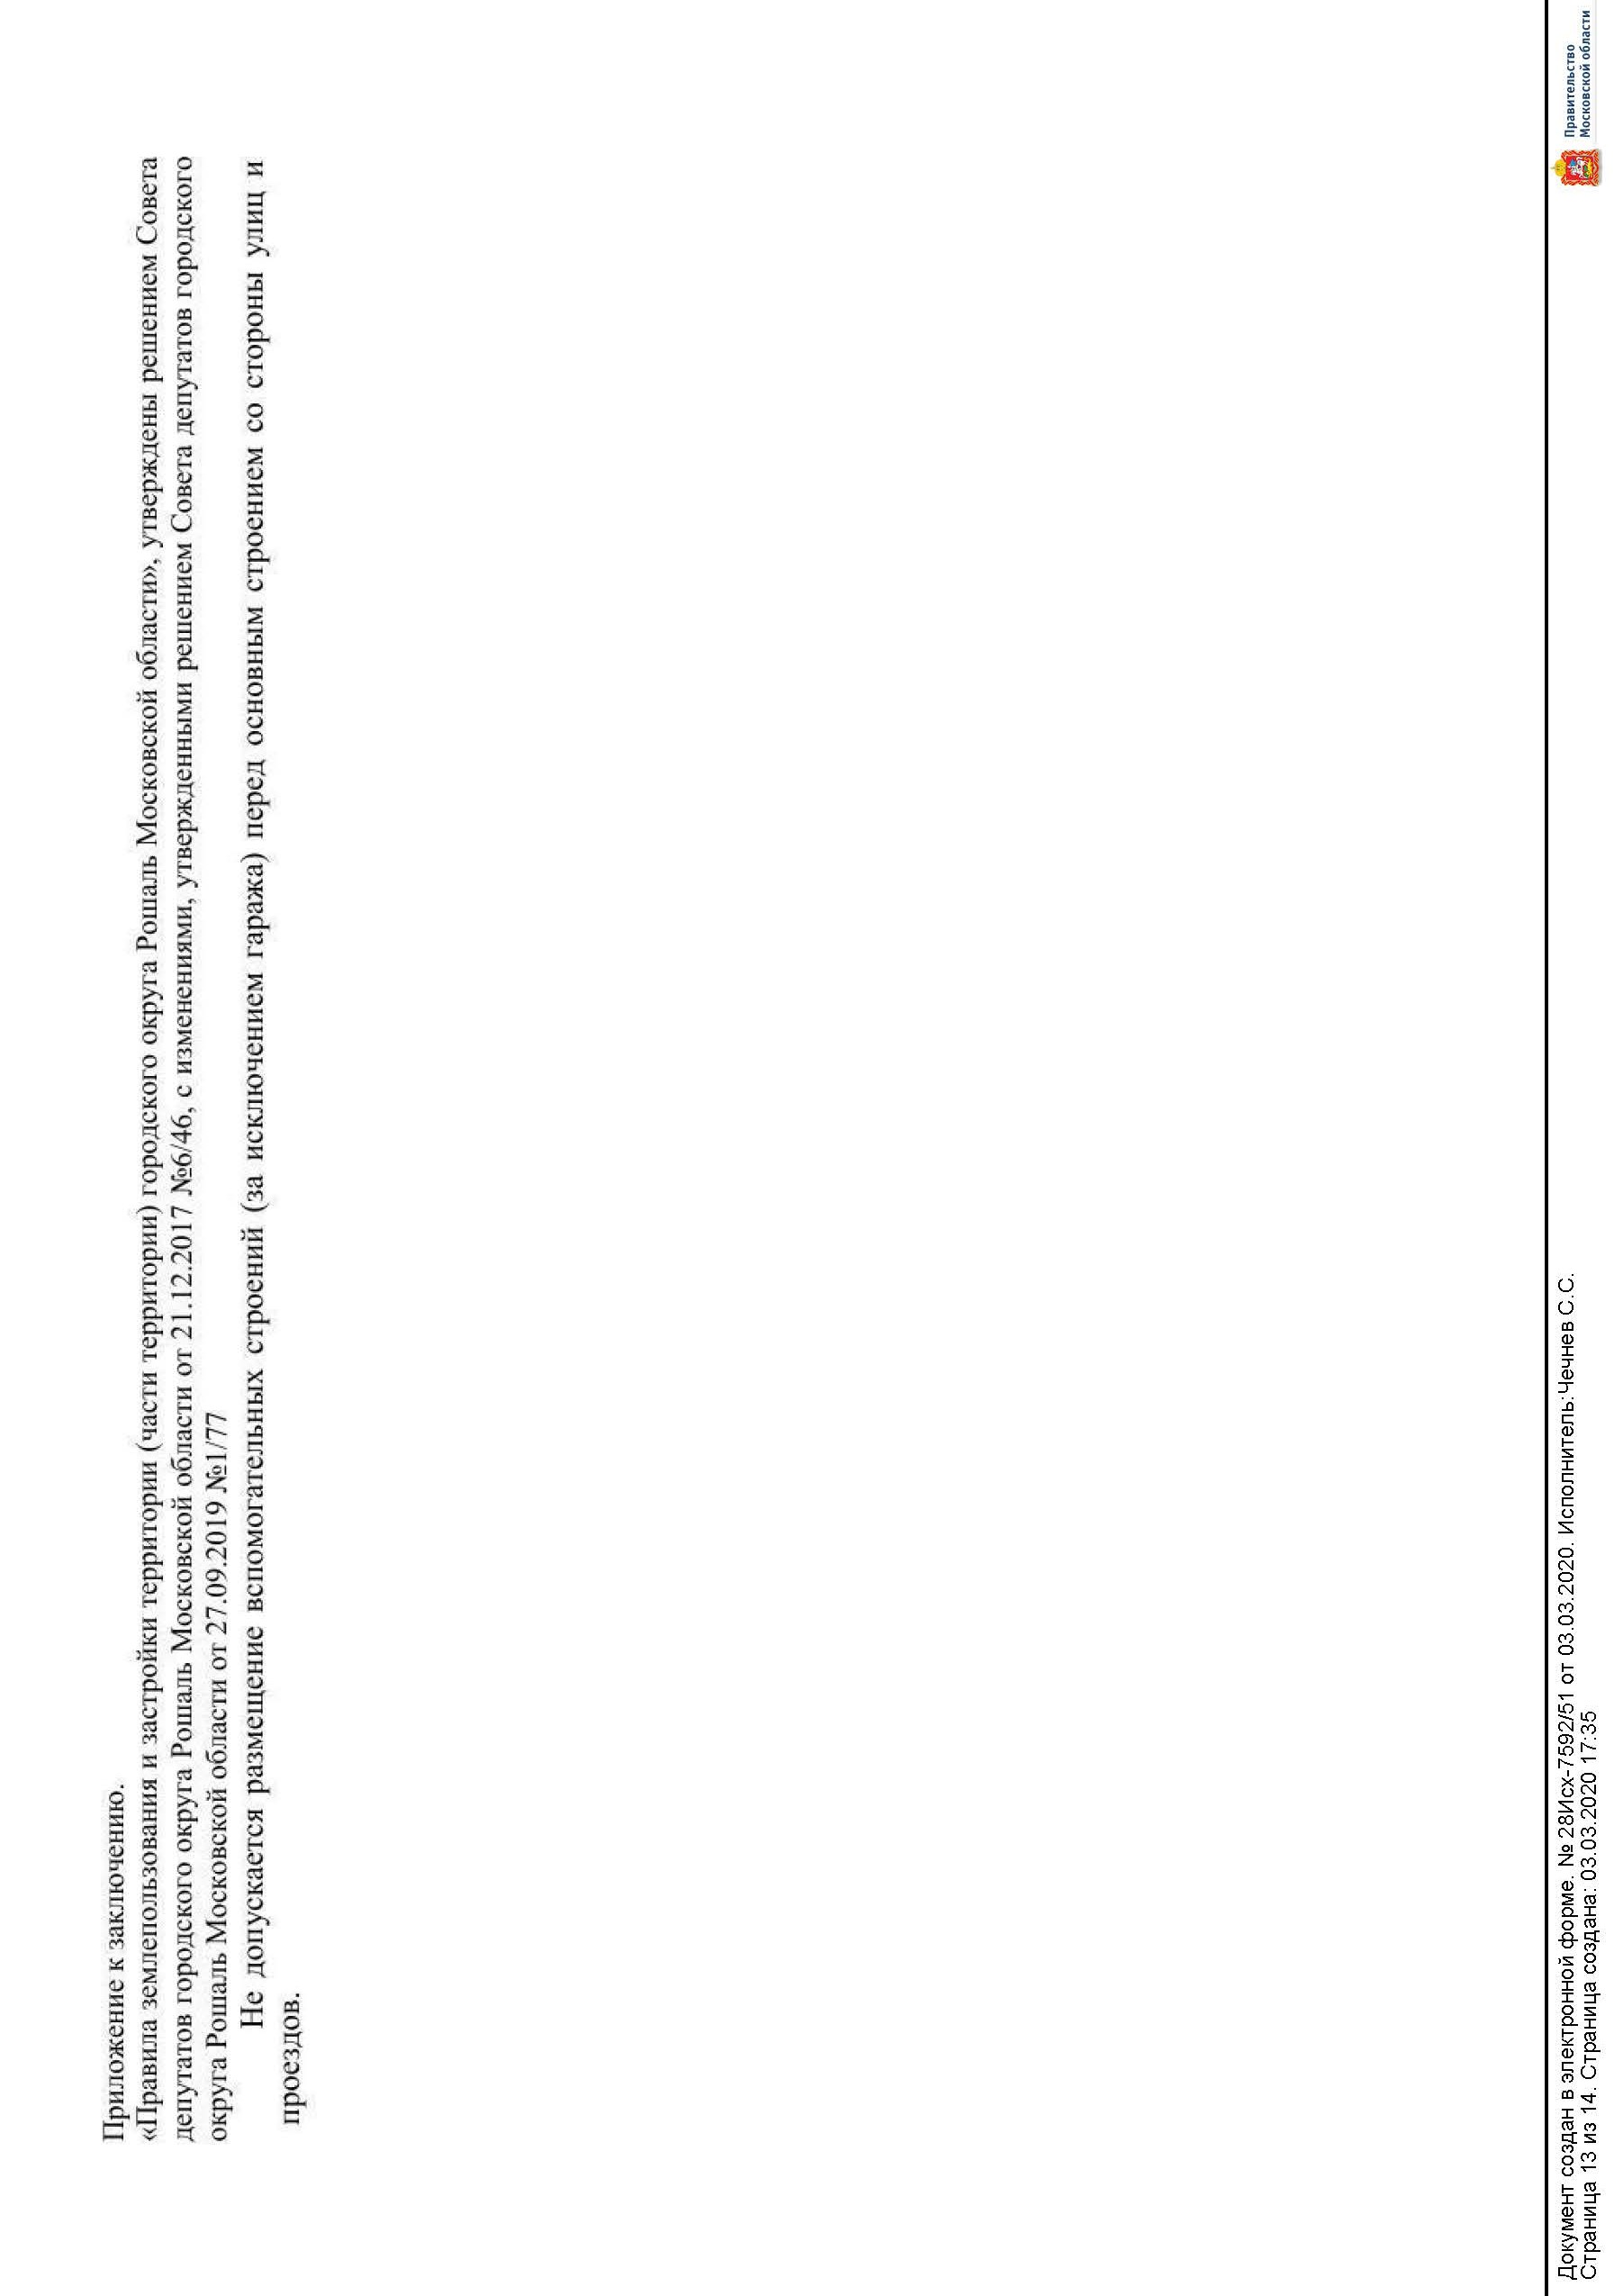 Приложение к заключению.
«Правила землепользования и застройки территории (части территории) городского округа Рошаль Московской области», утверждены решением Совета
депутатов городского округа Рошаль Московской области от 21.12.2017 №6/46, с изменениями, утвержденными решением Совета депутатов городского
округа Рошаль Московской области от 27.09.2019 №1/77
Не допускается размещение вспомогательных строений (за исключением гаража) перед основным строением со стороны улиц и
проездов.
Документ создан в электронной форме. № 28Исх-7592/51 от 03.03.2020. Исполнитель:Чечнев С.С.
Страница 13 из 14. Страница создана: 03.03.2020 17:35
Правительство
Московской области